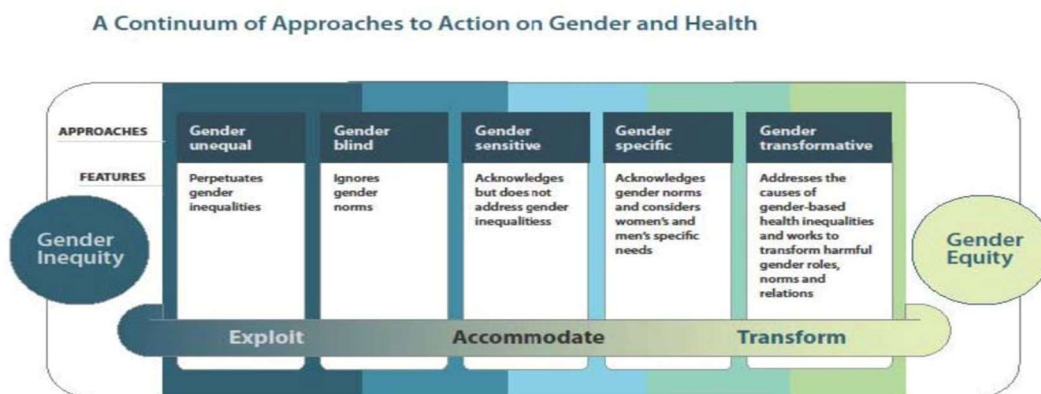 A Continuum of Approaches to Action on Gender and Health
APPROACHES
Gender
unequal
Gender
blind
Gender
sensitive
Gender
specific
Gender
transformative
FEATURES
Perpetuates
gender
inequalities
Ignores
gender
norms
Acknowledges
but does not
address gender
inequalitiess
Acknowledges
gender norms
and considers
women's and
men's specific
needs
Addresses the
causes of
gender-based
health inequalities
and works to
transform harmful
gender roles,
norms and
relations
Gender
Inequity
Gender
Equity
Exploit
Accommodate
Transform